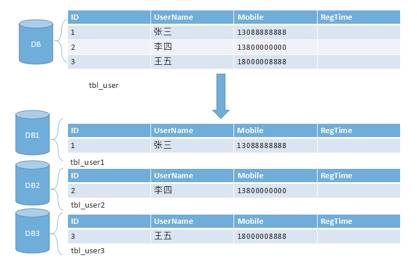 ID UserName Mobile RegTime
1 张三 13088888888
DB
2 李四 13800000000
3 王五 18000008888
tbl_user
ID UserName Mobile RegTime
DB1
1 张三 13088888888
tbl_user1
ID UserName Mobile RegTime
DB2
2 李四 13800000000
tbl_user2
ID UserName Mobile RegTime
DB3
3 王五 18000008888
tbl_user3